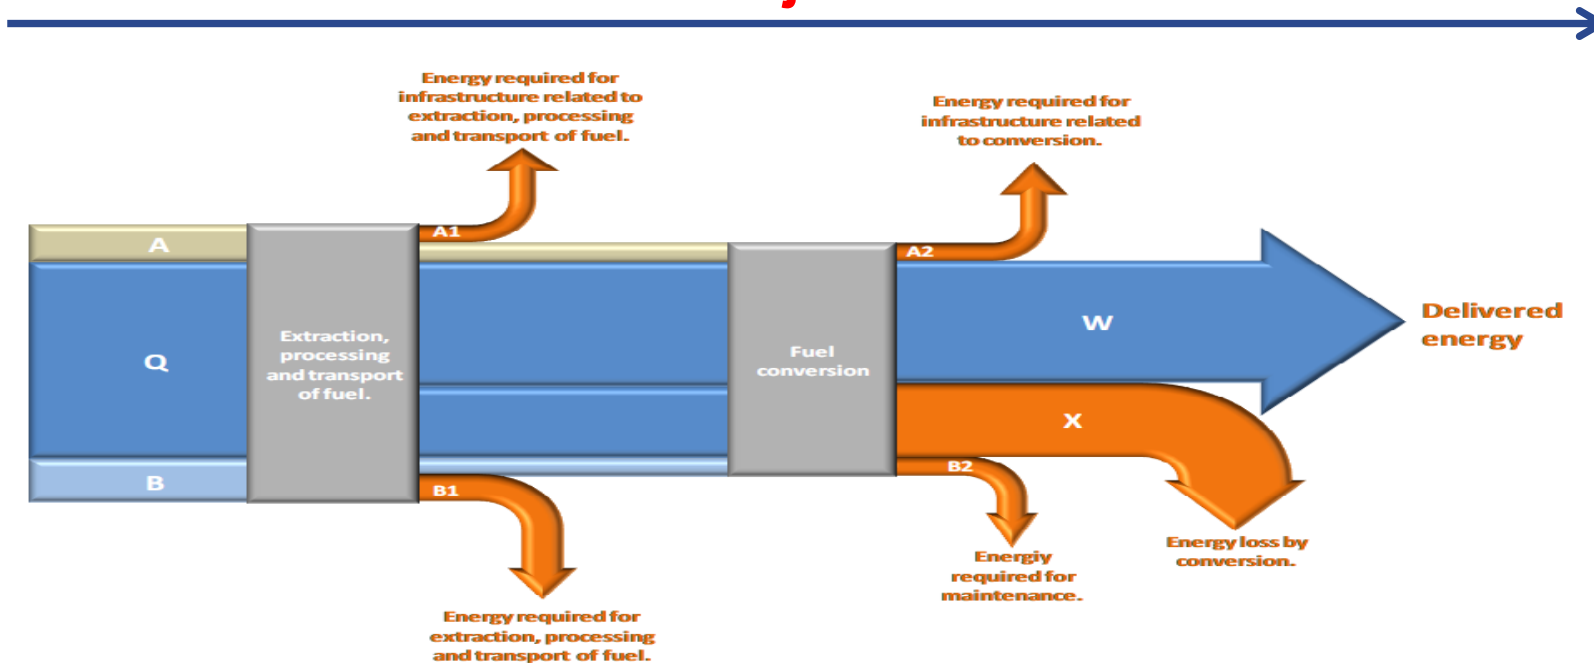 Energy required for
infrastructure related to
extraction, processing
and transport of fuel.
Energy required for
infrastructure related
to conversion.
A
A1
A2
Q
Extraction,
processing
and transport
of fuel.
Fuel
conversion
W
Delivered
energy
X
B
B1
B2
Energiy
required for
maintenance.
Energy loss by
conversion.
Energy required for
extraction, processing
and transport of fuel.